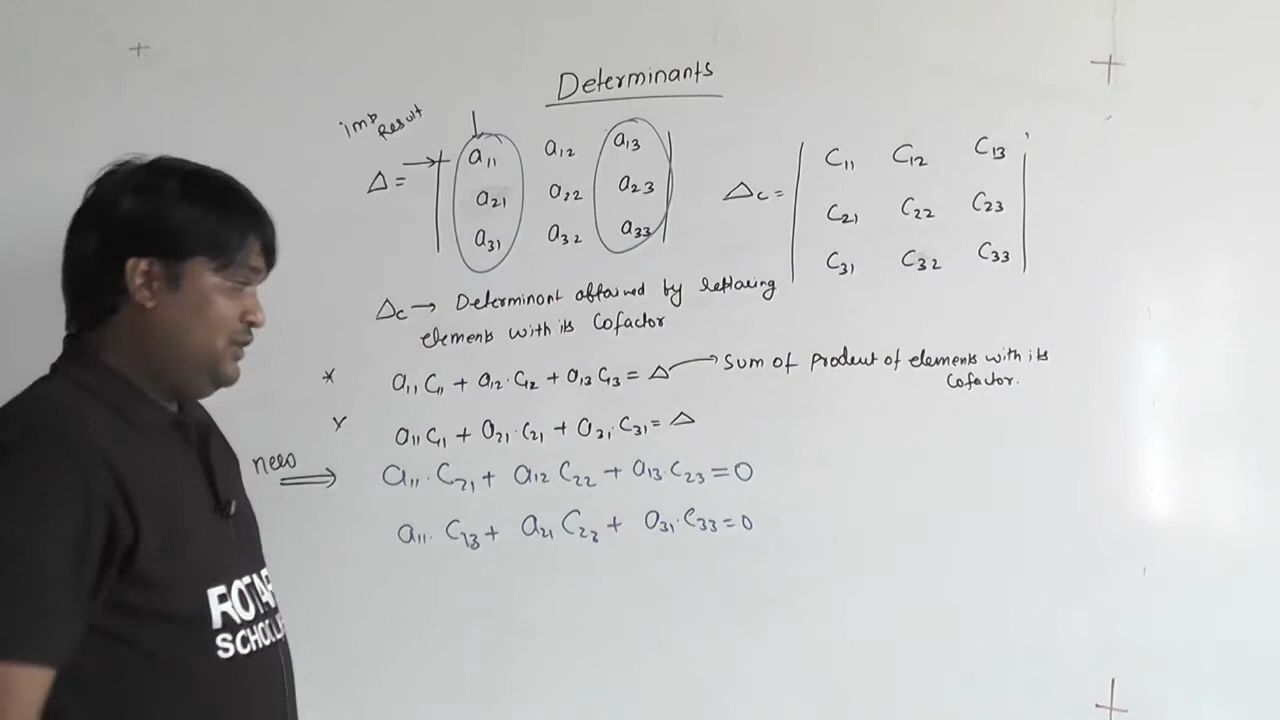 Determinants
imp Result
Δ = | a11 a12 a13 |
a21 a22 a23
a31 a32 a33
Δc = | C11 C12 C13 |
C21 C22 C23
C31 C32 C33
Δc → Determinant obtained by replacing
elements with its Cofactor
* a11 C11 + a12 · C12 + a13 C13 = Δ → Sum of product of elements with its
Cofactor.
a11 C11 + a21 · C21 + a31 · C31 = Δ
need ⇒ a11 · C21 + a12 C22 + a13 · C23 = 0
a11 · C13 + a21 C23 + a31 · C33 = 0
ROTAR
SCHOOL